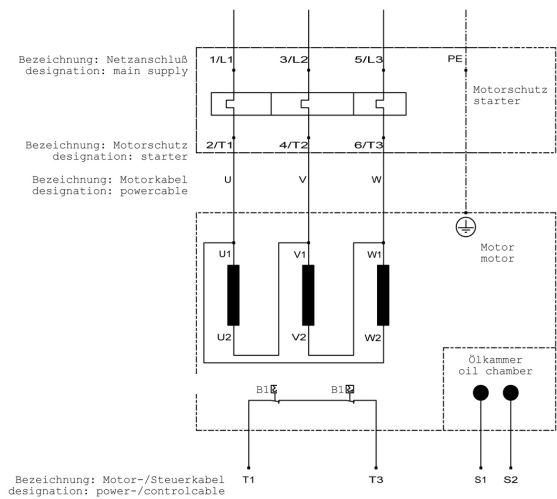 Bezeichnung: Netzanschluß
designation: main supply
1/L1 3/L2 5/L3 PE
Motorschutz
starter
Bezeichnung: Motorschutz
designation: starter
2/T1 4/T2 6/T3
Bezeichnung: Motorkabel
designation: powercable
U V W
Motor
motor
U1 V1 W1
U2 V2 W2
Ölkammer
oil chamber
B1 B1
Bezeichnung: Motor-/Steuerkabel
designation: power-/controlcable
T1 T3 S1 S2